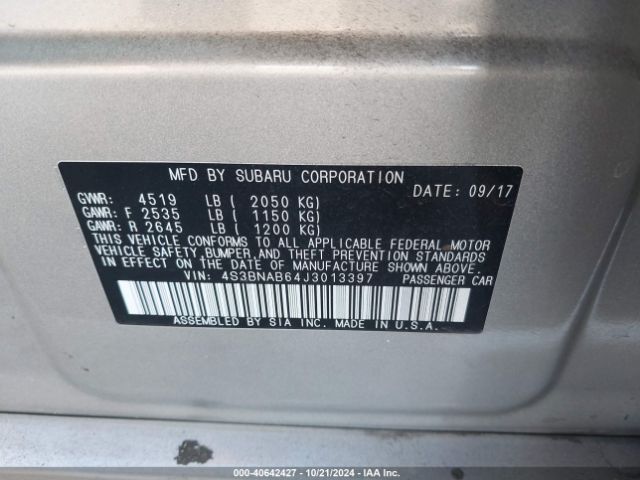 MFD BY SUBARU CORPORATION
DATE: 09/17
GVWR: 4519 LB ( 2050 KG)
GAWR: F 2535 LB ( 1150 KG)
GAWR: R 2645 LB ( 1200 KG)
THIS VEHICLE CONFORMS TO ALL APPLICABLE FEDERAL MOTOR
VEHICLE SAFETY, BUMPER, AND THEFT PREVENTION STANDARDS
IN EFFECT ON THE DATE OF MANUFACTURE SHOWN ABOVE.
VIN: 4S3BNAB64J3013397 PASSENGER CAR
ASSEMBLED BY SIA INC. MADE IN U.S.A.
000-40642427 - 10/21/2024 - IAA Inc.